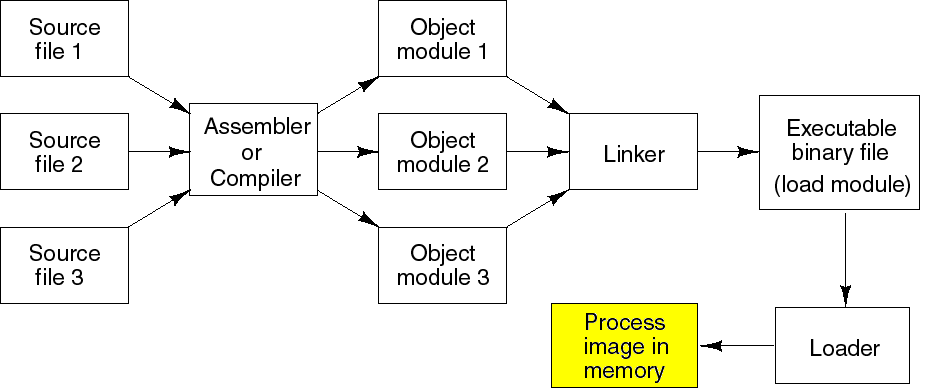 Source
file 1
Object
module 1
Source
file 2
Assembler
or
Compiler
Object
module 2
Linker
Executable
binary file
(load module)
Source
file 3
Object
module 3
Process
image in
memory
Loader